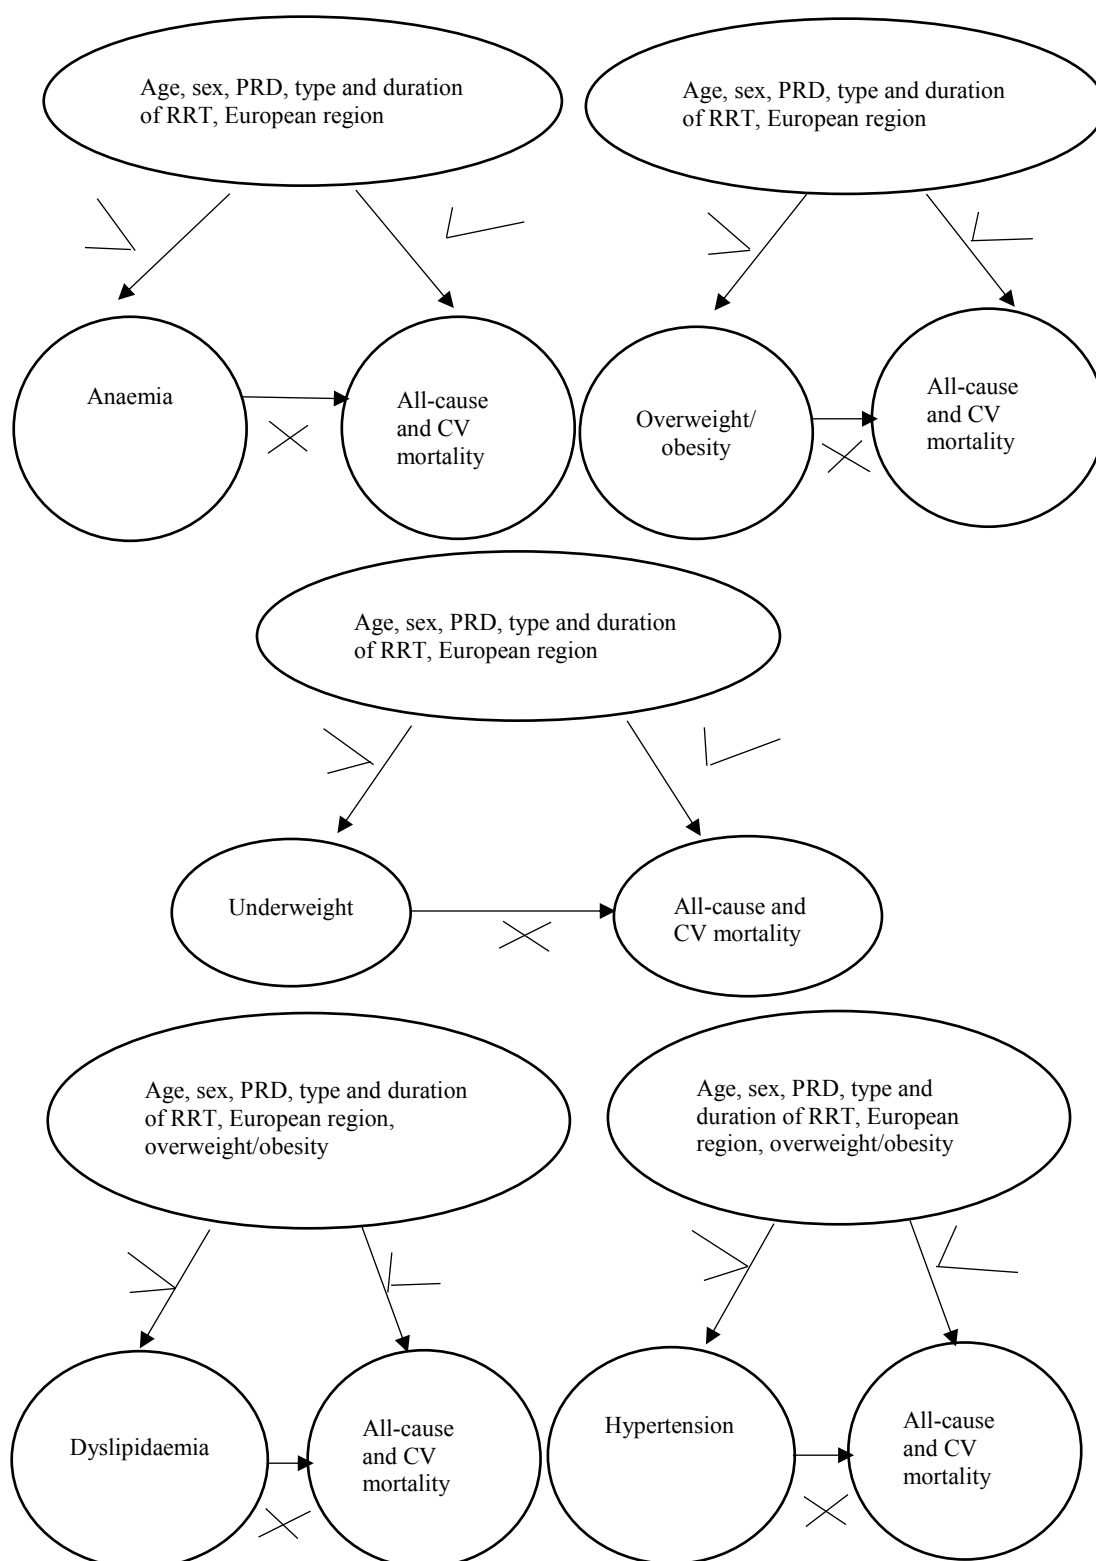 Age, sex, PRD, type and duration
of RRT, European region
Age, sex, PRD, type and duration
of RRT, European region
Anaemia
All-cause
and CV
mortality
Overweight/
obesity
All-cause
and CV
mortality
Age, sex, PRD, type and duration
of RRT, European region
Underweight
All-cause and
CV mortality
Age, sex, PRD, type and duration
of RRT, European region,
overweight/obesity
Age, sex, PRD, type and
duration of RRT, European
region, overweight/obesity
Dyslipidaemia
All-cause
and CV
mortality
Hypertension
All-cause
and CV
mortality